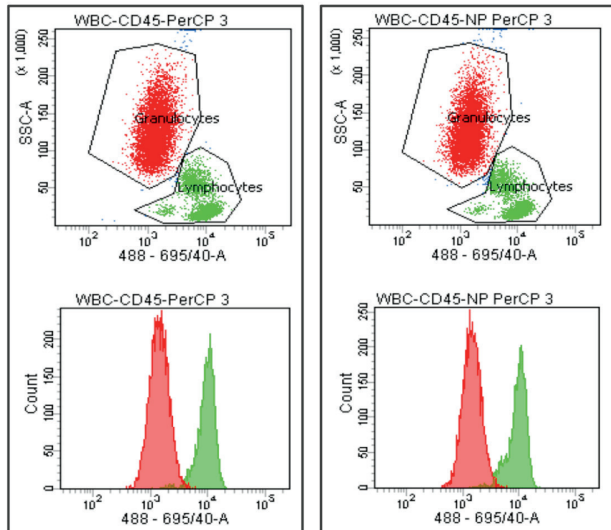 WBC-CD45-PerCP 3
(x 1,000)
SSC-A
250
200
150
100
50
Granulocytes
Lymphocytes
10² 10³ 10⁴ 10⁵
488 - 695/40-A
WBC-CD45-NP PerCP 3
(x 1,000)
SSC-A
250
200
150
100
50
Granulocytes
Lymphocytes
10² 10³ 10⁴ 10⁵
488 - 695/40-A
WBC-CD45-PerCP 3
Count
200
150
100
50
0
10² 10³ 10⁴ 10⁵
488 - 695/40-A
WBC-CD45-NP PerCP 3
Count
250
200
150
100
50
0
10² 10³ 10⁴ 10⁵
488 - 695/40-A